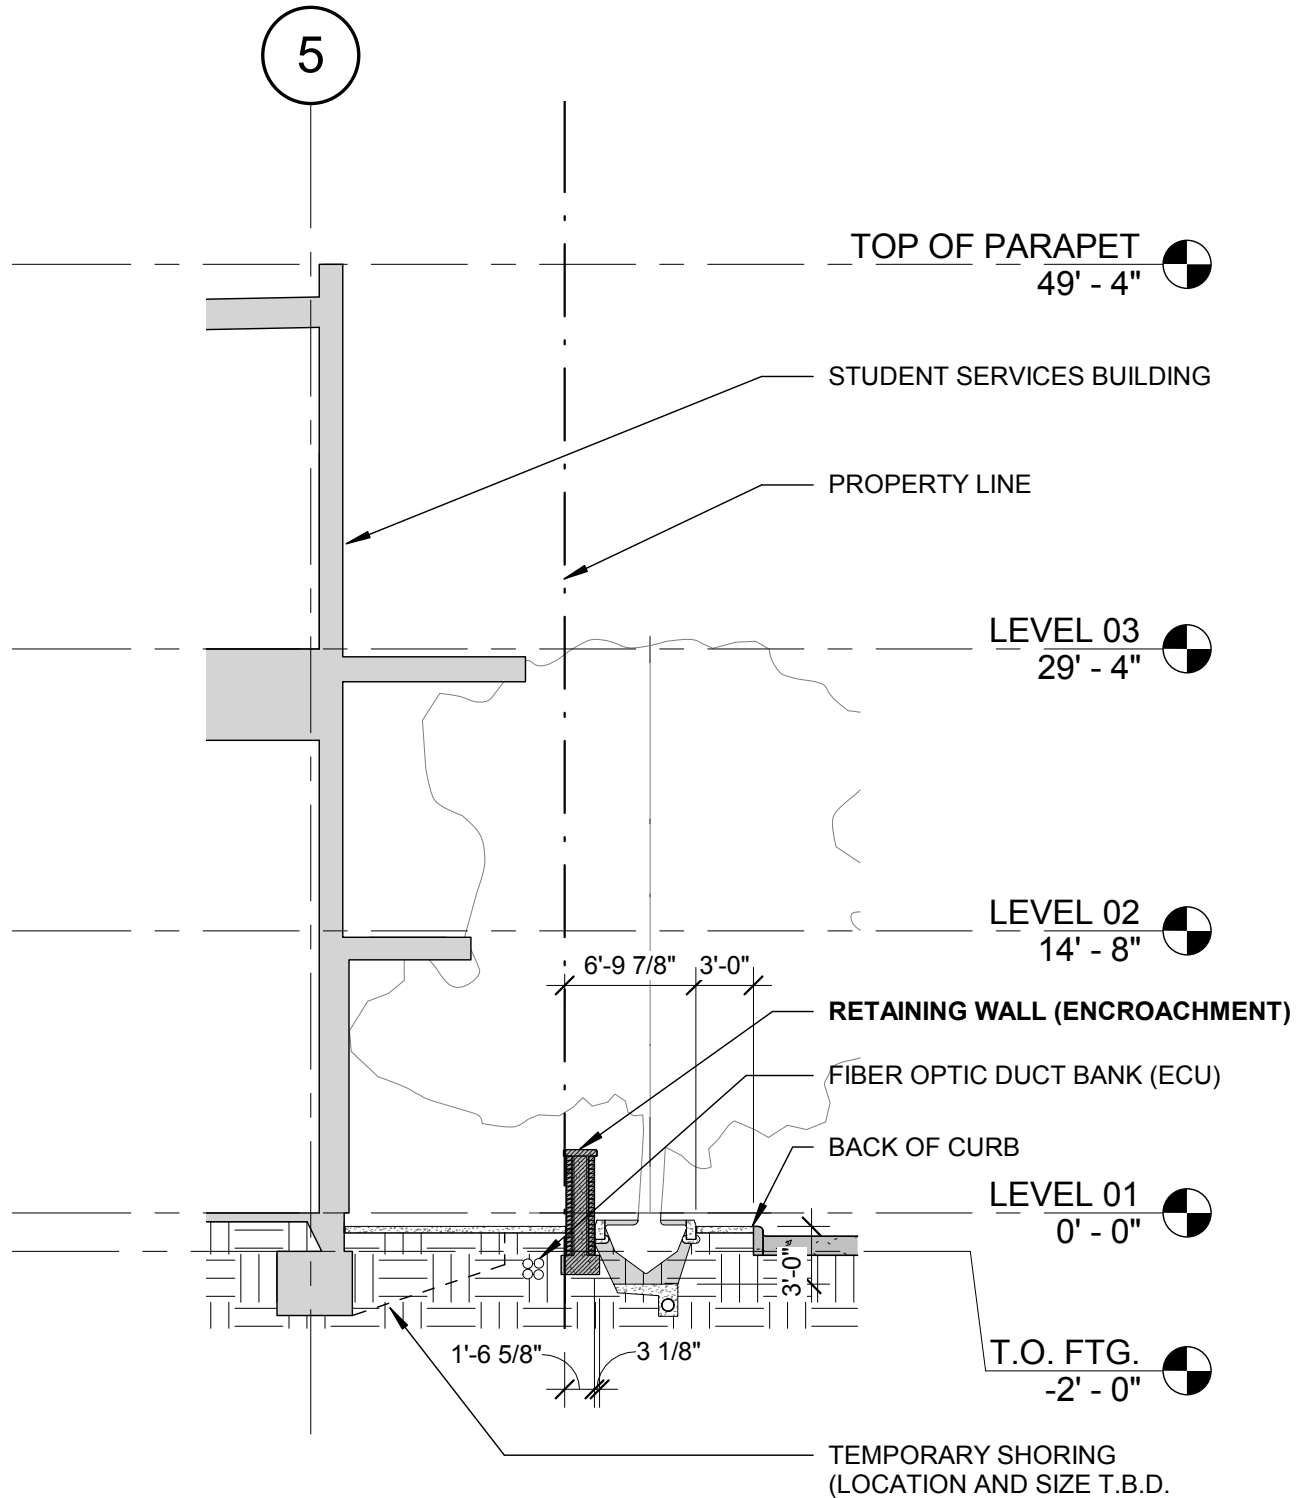 5
TOP OF PARAPET
49' - 4"
STUDENT SERVICES BUILDING
PROPERTY LINE
LEVEL 03
29' - 4"
LEVEL 02
14' - 8"
6'-9 7/8"
3'-0"
RETAINING WALL (ENCROACHMENT)
FIBER OPTIC DUCT BANK (ECU)
BACK OF CURB
LEVEL 01
0' - 0"
3'-0"
1'-6 5/8"
3 1/8"
T.O. FTG.
-2' - 0"
TEMPORARY SHORING
(LOCATION AND SIZE T.B.D.